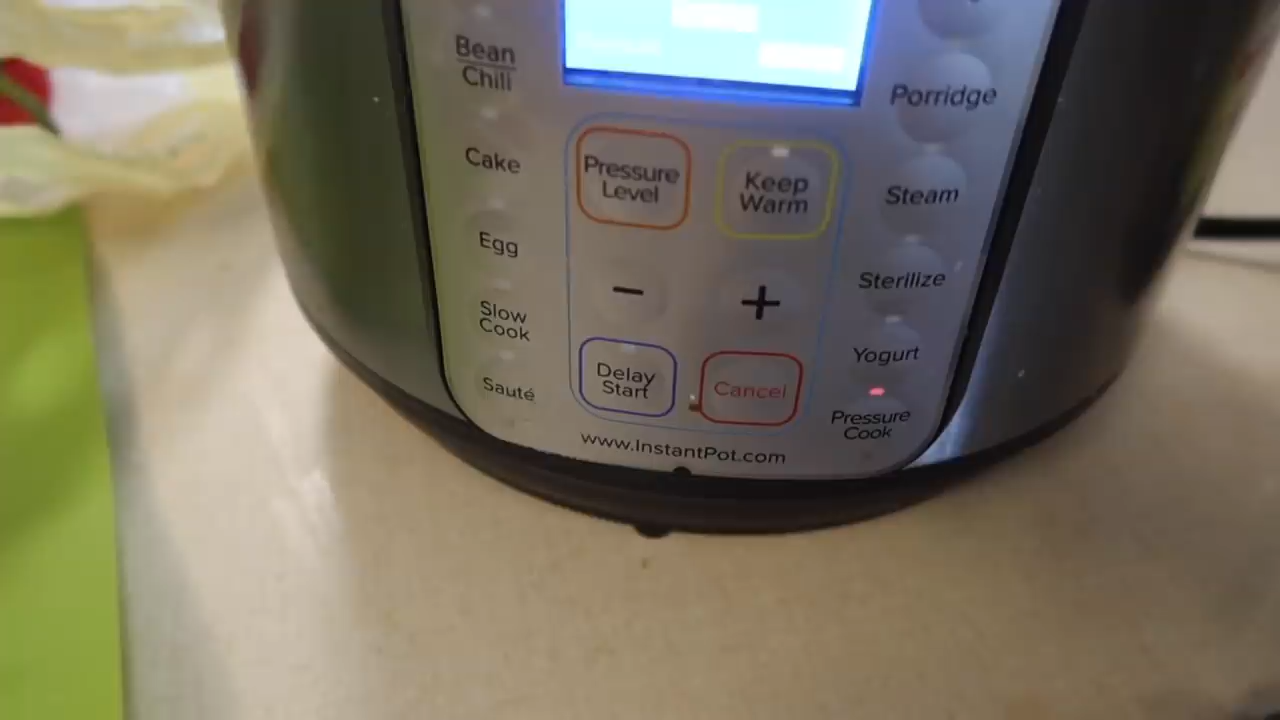 Bean
Chili
Cake
Egg
Slow
Cook
Sauté
Pressure
Level
Keep
Warm
−
+
Delay
Start
Cancel
www.InstantPot.com
Porridge
Steam
Sterilize
Yogurt
Pressure
Cook